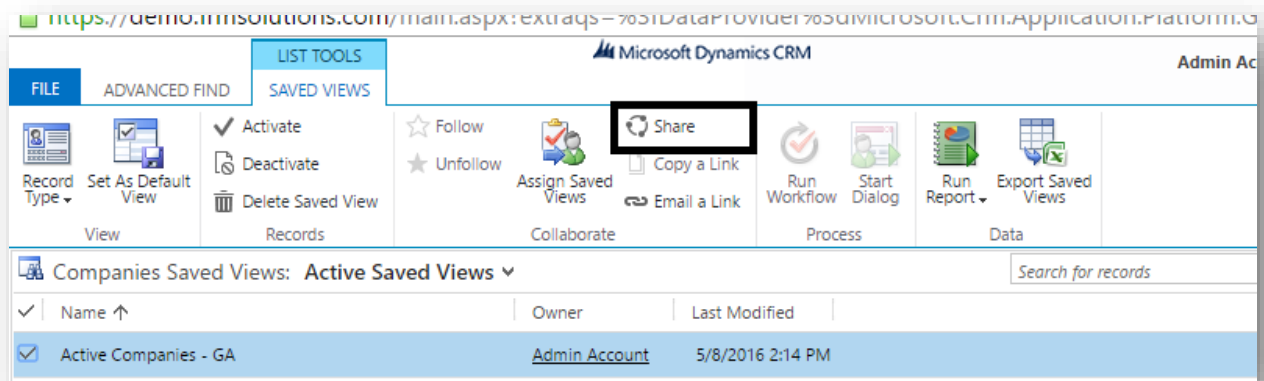 https://demo.frmsolutions.com/main.aspx?extraqs=%3fDataProvider%3dMicrosoft.Crm.Application.Platform.G
LIST TOOLS
Microsoft Dynamics CRM
Admin Ac
FILE ADVANCED FIND SAVED VIEWS
Record Type
Set As Default View
Activate
Deactivate
Delete Saved View
Follow
Unfollow
Assign Saved Views
Share
Copy a Link
Email a Link
Run Workflow
Start Dialog
Run Report
Export Saved Views
View Records Collaborate Process Data
Companies Saved Views: Active Saved Views
Search for records
Name Owner Last Modified
Active Companies - GA Admin Account 5/8/2016 2:14 PM